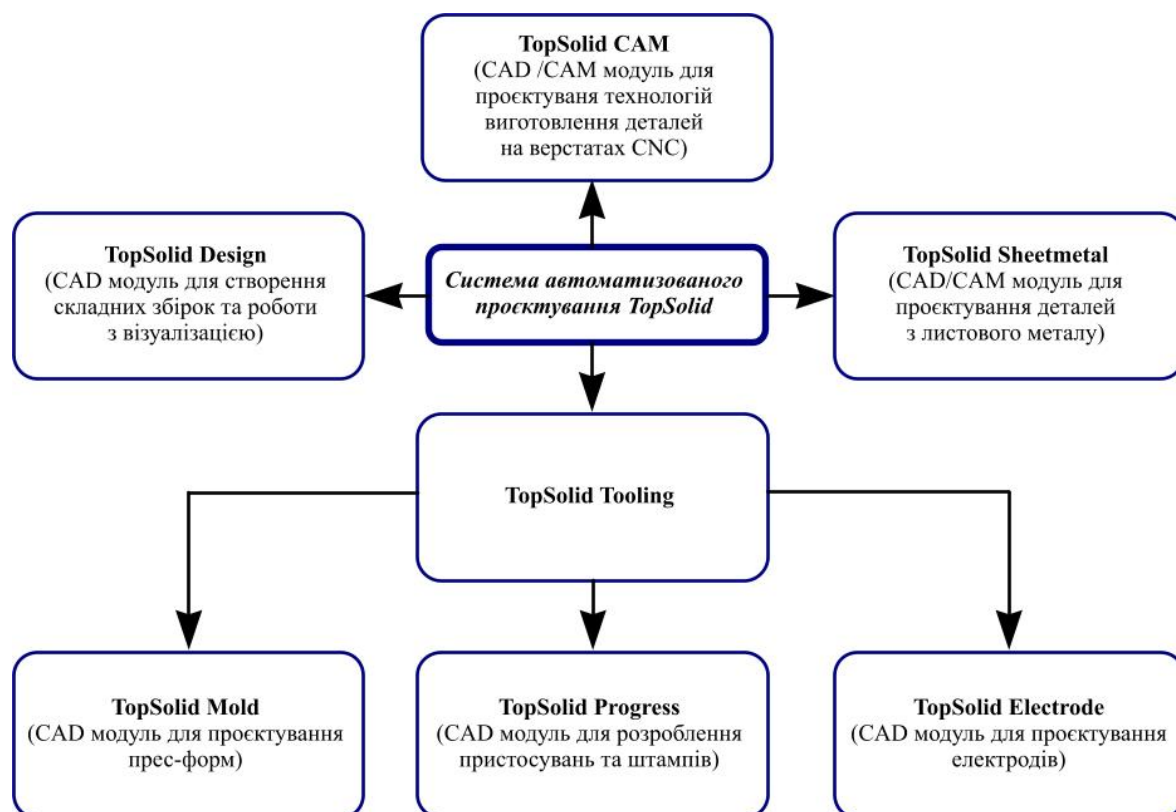 TopSolid CAM
(CAD /CAM модуль для
проєктуваня технологій
виготовлення деталей
на верстатах CNC)
TopSolid Design
(CAD модуль для створення
складних збірок та роботи
з візуалізацією)
Система автоматизованого
проєктування TopSolid
TopSolid Sheetmetal
(CAD/CAM модуль для
проєктування деталей
з листового металу)
TopSolid Tooling
TopSolid Mold
(CAD модуль для проєктування
прес-форм)
TopSolid Progress
(CAD модуль для розроблення
пристосувань та штампів)
TopSolid Electrode
(CAD модуль для проєктування
електродів)